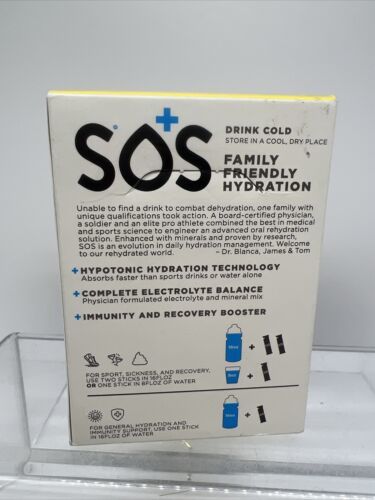 SOS
DRINK COLD
STORE IN A COOL, DRY PLACE
FAMILY
FRIENDLY
HYDRATION
Unable to find a drink to combat dehydration, one family with
unique qualifications took action. A board-certified physician,
a soldier and an elite pro athlete combined the best in medical
and sports science to engineer an advanced oral rehydration
solution. Enhanced with minerals and proven by research,
SOS is an evolution in daily hydration management. Welcome
to our rehydrated world. – Dr. Blanca, James & Tom
+HYPOTONIC HYDRATION TECHNOLOGY
Absorbs faster than sports drinks or water alone
+COMPLETE ELECTROLYTE BALANCE
Physician formulated electrolyte and mineral mix
+IMMUNITY AND RECOVERY BOOSTER
16oz +
FOR SPORT, SICKNESS, AND RECOVERY,
USE TWO STICKS IN 16FLOZ
OR ONE STICK IN 8FLOZ OF WATER
8oz +
16oz +
FOR GENERAL HYDRATION AND
IMMUNITY SUPPORT, USE ONE STICK
IN 16FLOZ OF WATER